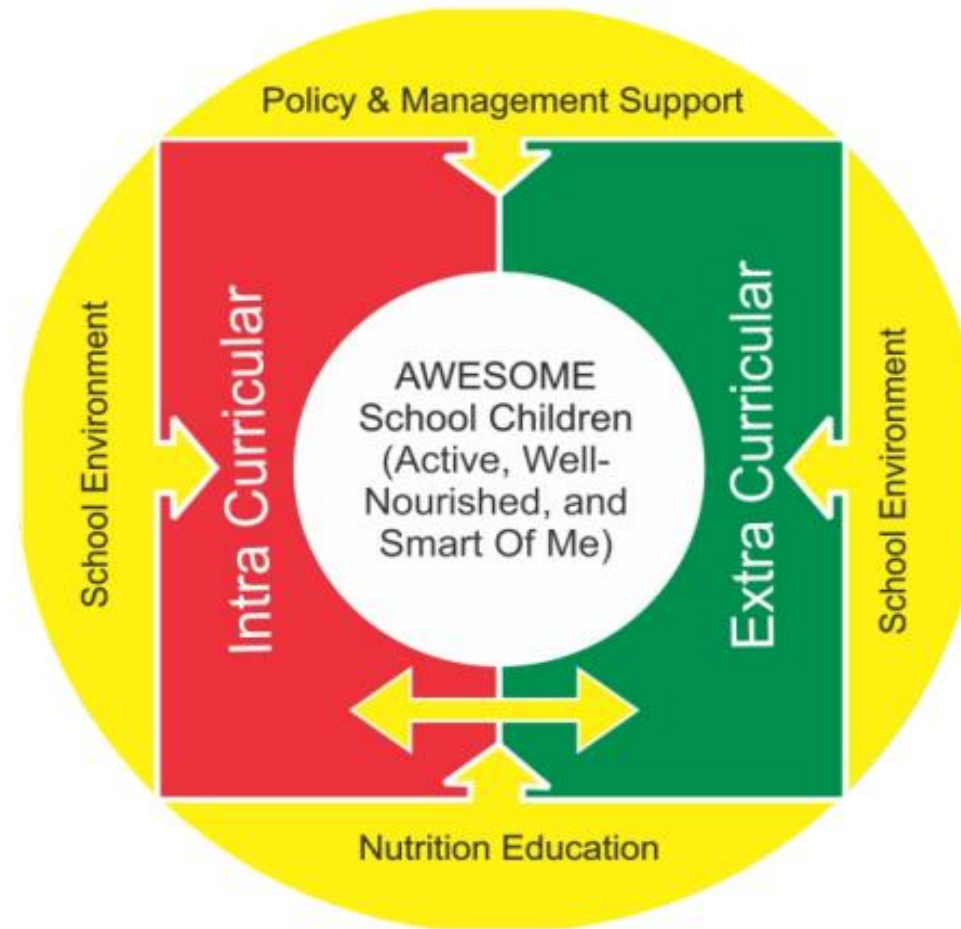 Policy & Management Support
School Environment
Intra Curricular
AWESOME
School Children
(Active, Well-
Nourished, and
Smart Of Me)
Extra Curricular
School Environment
Nutrition Education